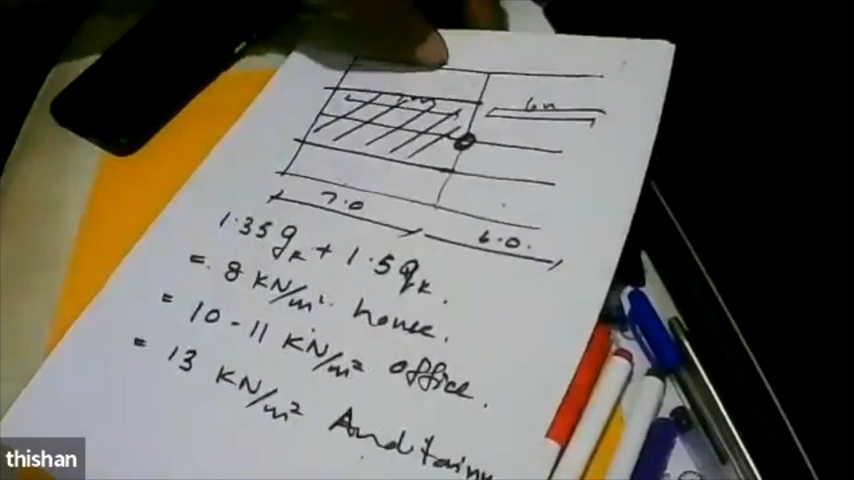 6m
7.0
6.0.
1.35 gk + 1.5 qk.
= 8 KN/m² house.
= 10-11 KN/m² office.
= 13 KN/m²
thishan